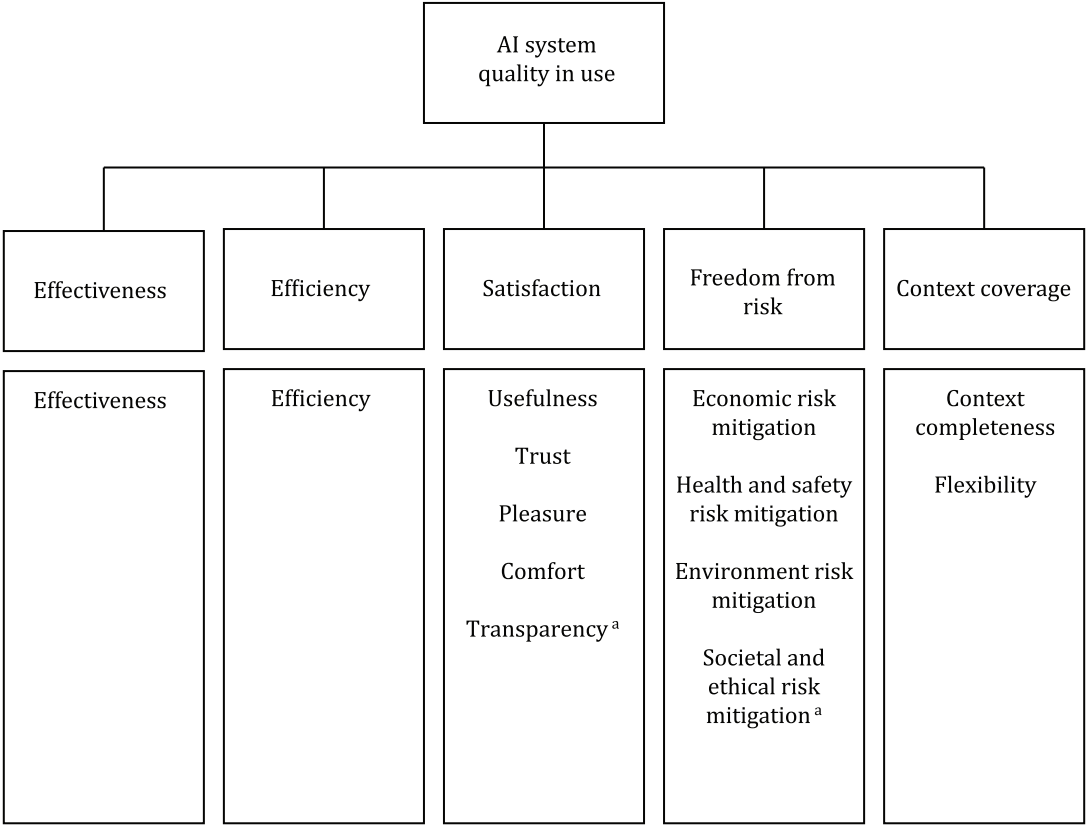 AI system
quality in use
Effectiveness
Efficiency
Satisfaction
Freedom from
risk
Context coverage
Effectiveness
Efficiency
Usefulness
Trust
Pleasure
Comfort
Transparency a
Economic risk
mitigation
Health and safety
risk mitigation
Environment risk
mitigation
Societal and
ethical risk
mitigation a
Context
completeness
Flexibility